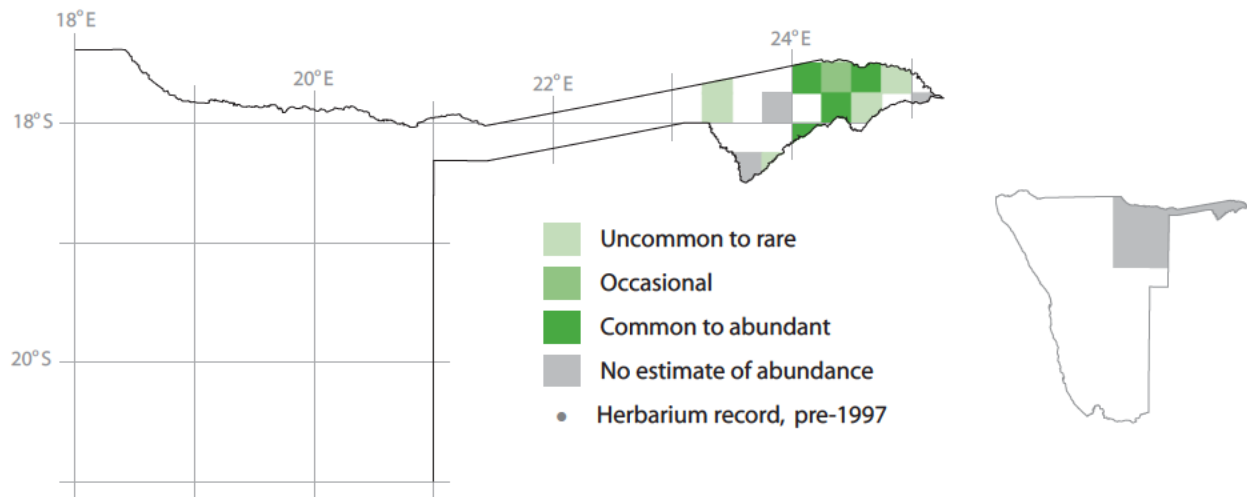 18°E
20°E
22°E
24°E
18°S
20°S
Uncommon to rare
Occasional
Common to abundant
No estimate of abundance
Herbarium record, pre-1997